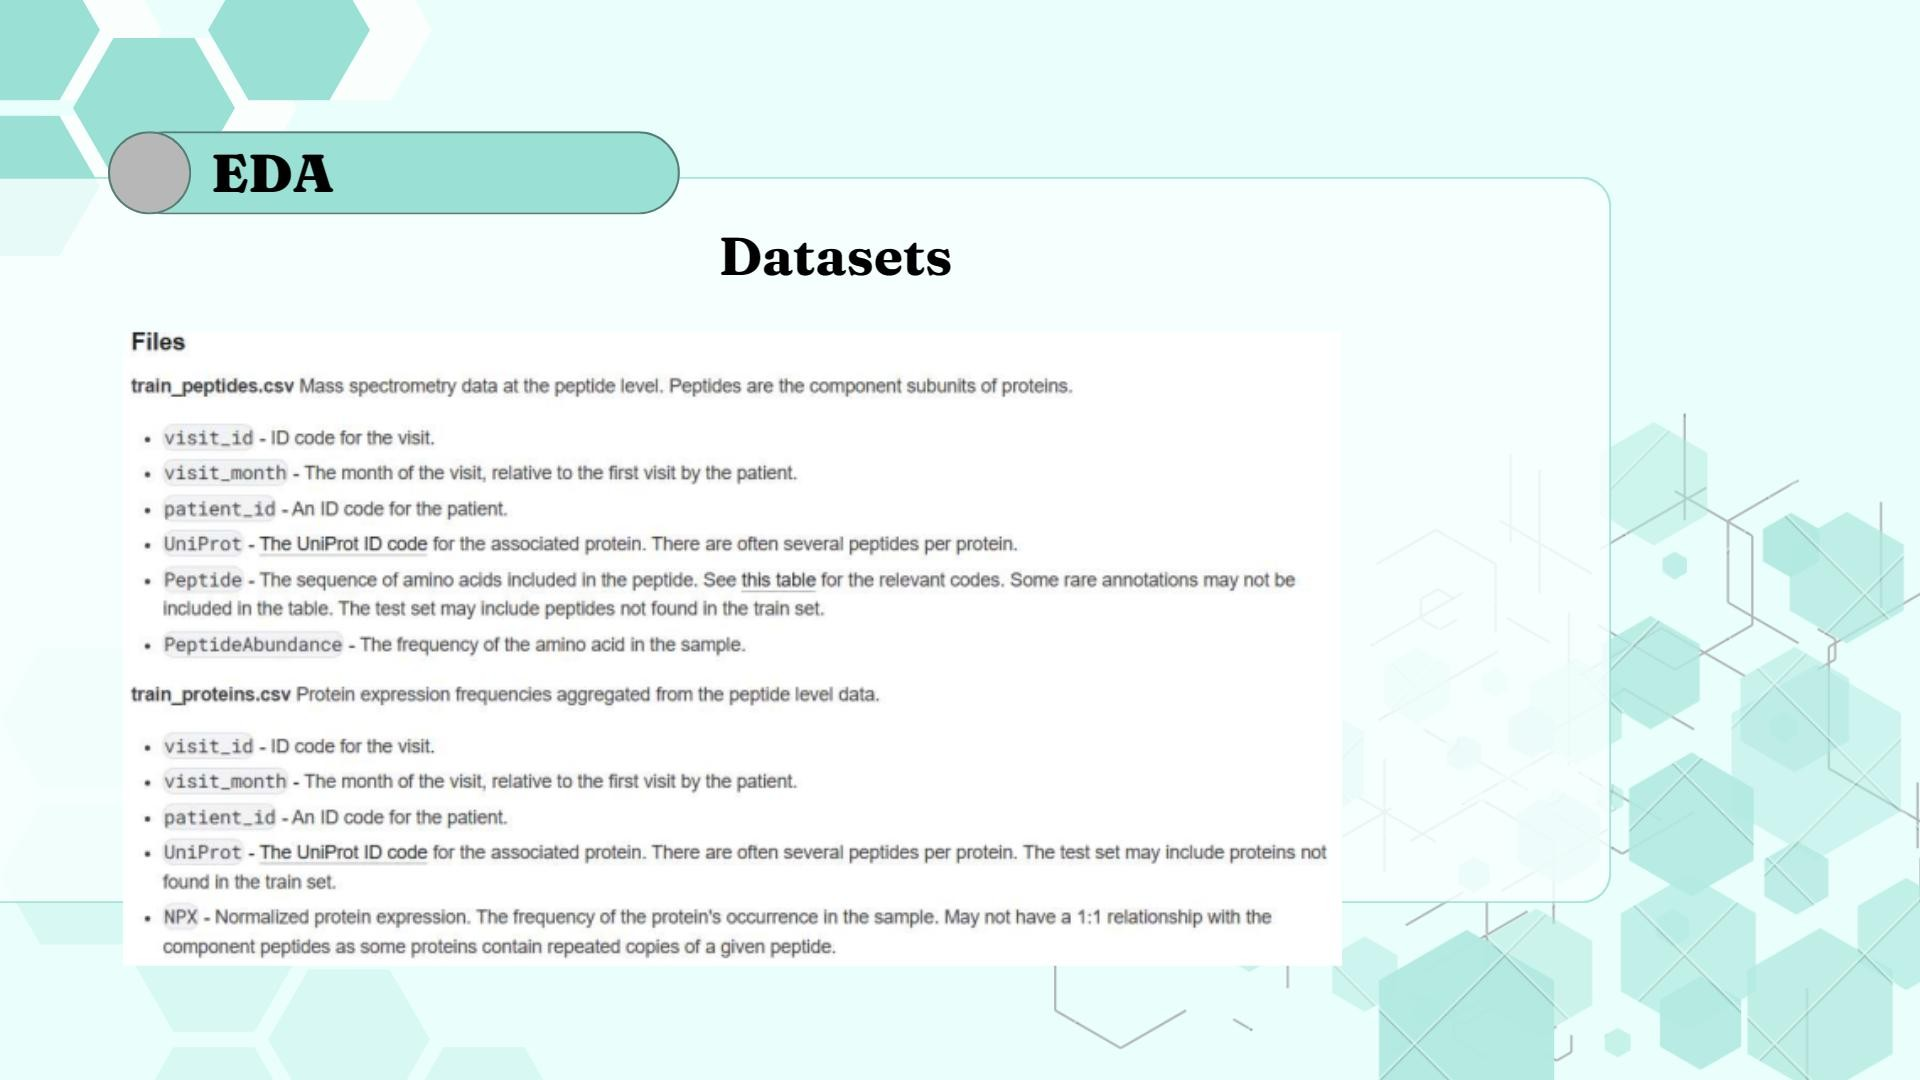 EDA
Datasets
Files
train_peptides.csv Mass spectrometry data at the peptide level. Peptides are the component subunits of proteins.
• visit_id - ID code for the visit.
• visit_month - The month of the visit, relative to the first visit by the patient.
• patient_id - An ID code for the patient.
• UniProt - The UniProt ID code for the associated protein. There are often several peptides per protein.
• Peptide - The sequence of amino acids included in the peptide. See this table for the relevant codes. Some rare annotations may not be
included in the table. The test set may include peptides not found in the train set.
• PeptideAbundance - The frequency of the amino acid in the sample.
train_proteins.csv Protein expression frequencies aggregated from the peptide level data.
• visit_id - ID code for the visit.
• visit_month - The month of the visit, relative to the first visit by the patient.
• patient_id - An ID code for the patient.
• UniProt - The UniProt ID code for the associated protein. There are often several peptides per protein. The test set may include proteins not
found in the train set.
• NPX - Normalized protein expression. The frequency of the protein's occurrence in the sample. May not have a 1:1 relationship with the
component peptides as some proteins contain repeated copies of a given peptide.